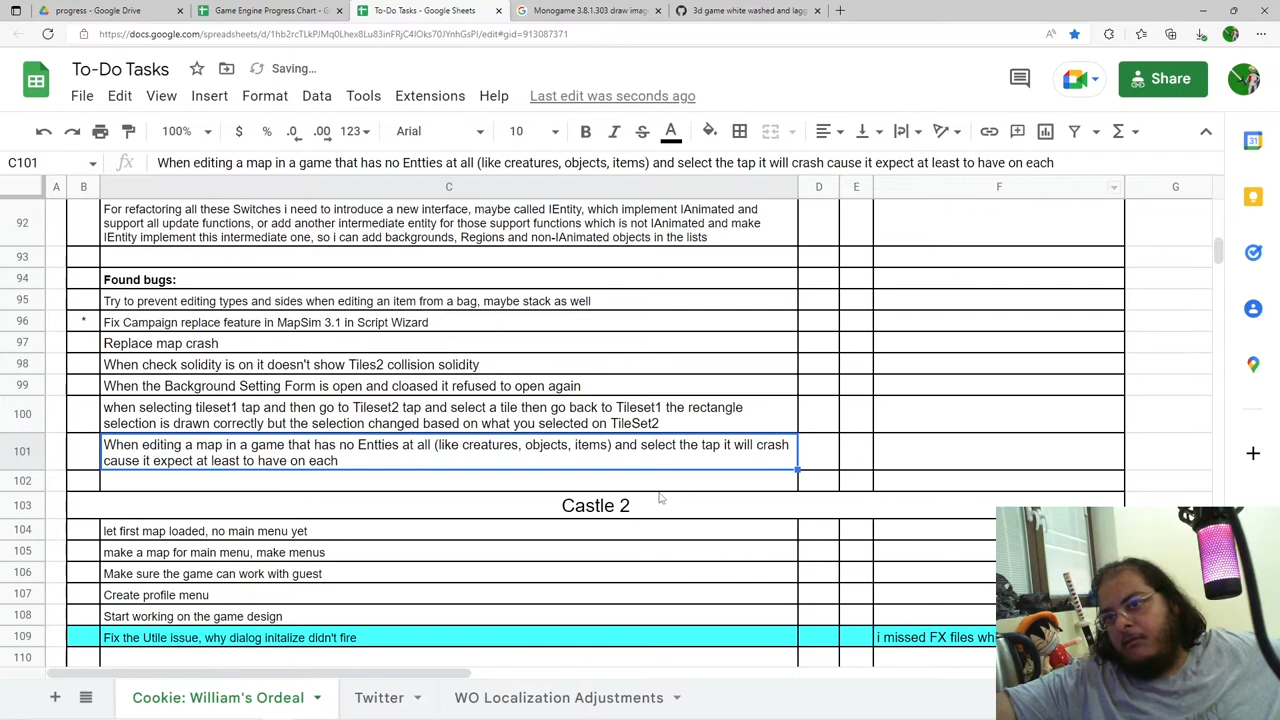 progress - Google Drive
Game Engine Progress Chart - G
To-Do Tasks - Google Sheets
Monogame 3.8.1.303 draw imag
3d game white washed and lagg
https://docs.google.com/spreadsheets/d/1hb2rcTLkPJMq0Lhex8Lu83inFRjC4IOks70JYnhGsPI/edit#gid=913087371
To-Do Tasks
Saving...
Share
File Edit View Insert Format Data Tools Extensions Help Last edit was seconds ago
100% $ % .0 .00 123 Arial 10 B I S A
C101 fx When editing a map in a game that has no Entties at all (like creatures, objects, items) and select the tap it will crash cause it expect at least to have on each
A B C D E F G
92 For refactoring all these Switches i need to introduce a new interface, maybe called IEntity, which implement IAnimated and
support all update functions, or add another intermediate entity for those support functions which is not IAnimated and make
IEntity implement this intermediate one, so i can add backgrounds, Regions and non-IAnimated objects in the lists
93
94 Found bugs:
95 Try to prevent editing types and sides when editing an item from a bag, maybe stack as well
96 * Fix Campaign replace feature in MapSim 3.1 in Script Wizard
97 Replace map crash
98 When check solidity is on it doesn't show Tiles2 collision solidity
99 When the Background Setting Form is open and cloased it refused to open again
100 when selecting tileset1 tap and then go to Tileset2 tap and select a tile then go back to Tileset1 the rectangle
selection is drawn correctly but the selection changed based on what you selected on TileSet2
101 When editing a map in a game that has no Entties at all (like creatures, objects, items) and select the tap it will crash
cause it expect at least to have on each
102
103 Castle 2
104 let first map loaded, no main menu yet
105 make a map for main menu, make menus
106 Make sure the game can work with guest
107 Create profile menu
108 Start working on the game design
109 Fix the Utile issue, why dialog initalize didn't fire i missed FX files wh
110
Cookie: William's Ordeal Twitter WO Localization Adjustments